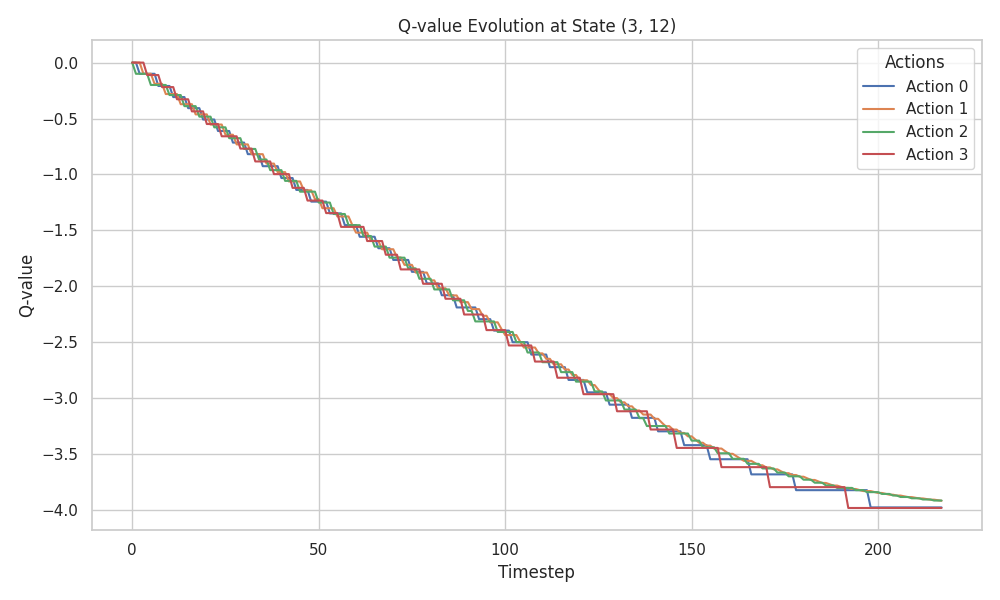 Q-value Evolution at State (3, 12)
Actions
Action 0
Action 1
Action 2
Action 3
Q-value
0.0
−0.5
−1.0
−1.5
−2.0
−2.5
−3.0
−3.5
−4.0
0 50 100 150 200
Timestep